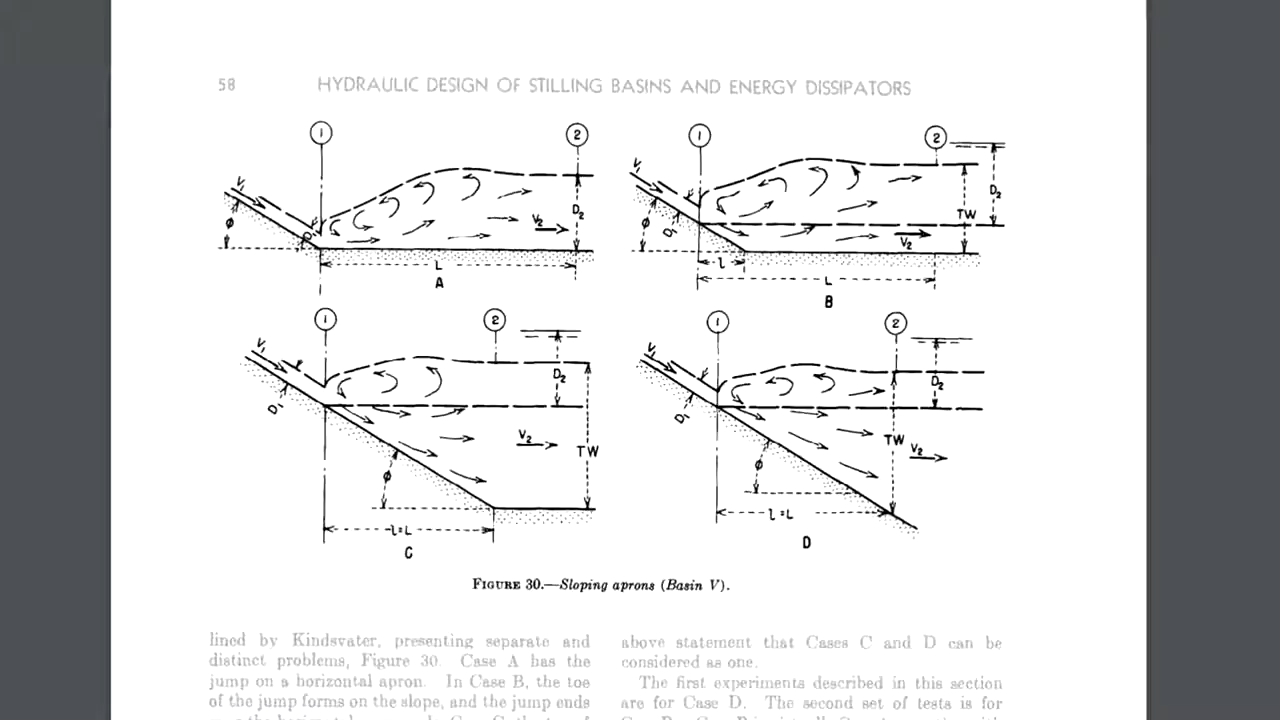 58 HYDRAULIC DESIGN OF STILLING BASINS AND ENERGY DISSIPATORS
1 2
V1
φ
D1
V2
D2
L
A
1 2
V1
φ
D1
TW
D2
V2
l
L
B
1 2
V1
D1
D2
V2
TW
φ
l=L
C
1 2
V1
D1
D2
TW
V2
φ
l=L
D
FIGURE 30.—Sloping aprons (Basin V).
lined by Kindsvater, presenting separate and
distinct problems, Figure 30. Case A has the
jump on a horizontal apron. In Case B, the toe
of the jump forms on the slope, and the jump ends
above statement that Cases C and D can be
considered as one.
The first experiments described in this section
are for Case D. The second set of tests is for